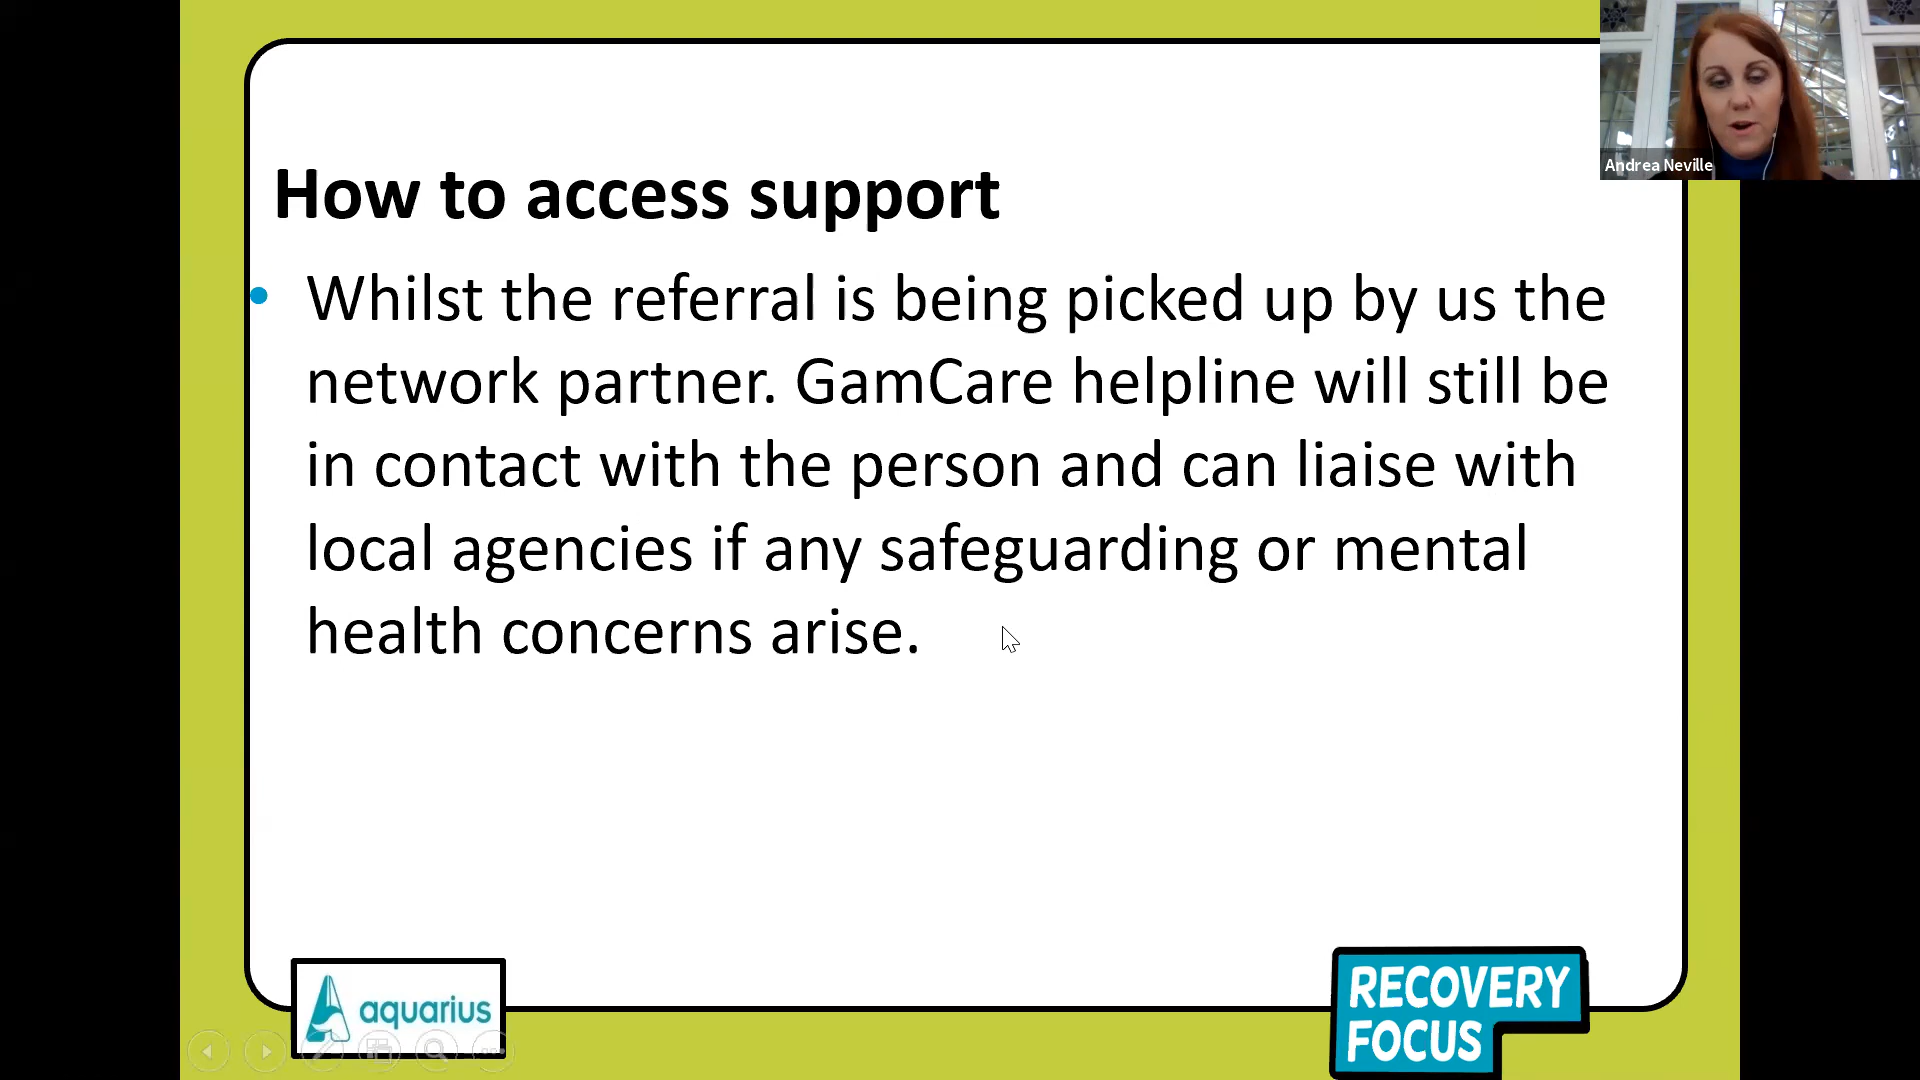 Andrea Neville
How to access support
• Whilst the referral is being picked up by us the
network partner. GamCare helpline will still be
in contact with the person and can liaise with
local agencies if any safeguarding or mental
health concerns arise.
aquarius
RECOVERY
FOCUS